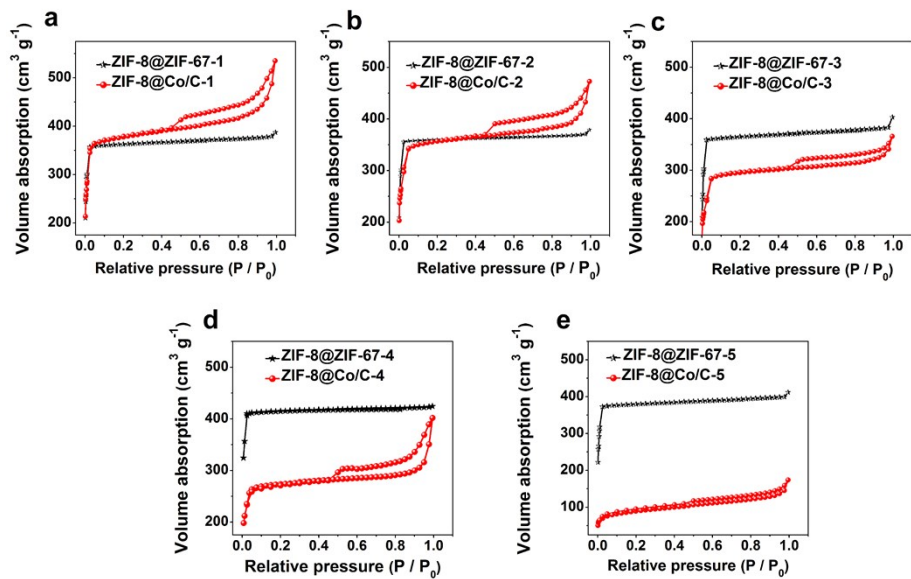 a
Volume absorption (cm³ g⁻¹)
500
400
300
200
ZIF-8@ZIF-67-1
ZIF-8@Co/C-1
0.0 0.2 0.4 0.6 0.8 1.0
Relative pressure (P / P₀)
b
Volume absorption (cm³ g⁻¹)
500
400
300
200
ZIF-8@ZIF-67-2
ZIF-8@Co/C-2
0.0 0.2 0.4 0.6 0.8 1.0
Relative pressure (P / P₀)
c
Volume absorption (cm³ g⁻¹)
500
400
300
200
ZIF-8@ZIF-67-3
ZIF-8@Co/C-3
0.0 0.2 0.4 0.6 0.8 1.0
Relative pressure (P / P₀)
d
Volume absorption (cm³ g⁻¹)
500
400
300
200
ZIF-8@ZIF-67-4
ZIF-8@Co/C-4
0.0 0.2 0.4 0.6 0.8 1.0
Relative pressure (P / P₀)
e
Volume absorption (cm³ g⁻¹)
500
400
300
200
100
ZIF-8@ZIF-67-5
ZIF-8@Co/C-5
0.0 0.2 0.4 0.6 0.8 1.0
Relative pressure (P / P₀)